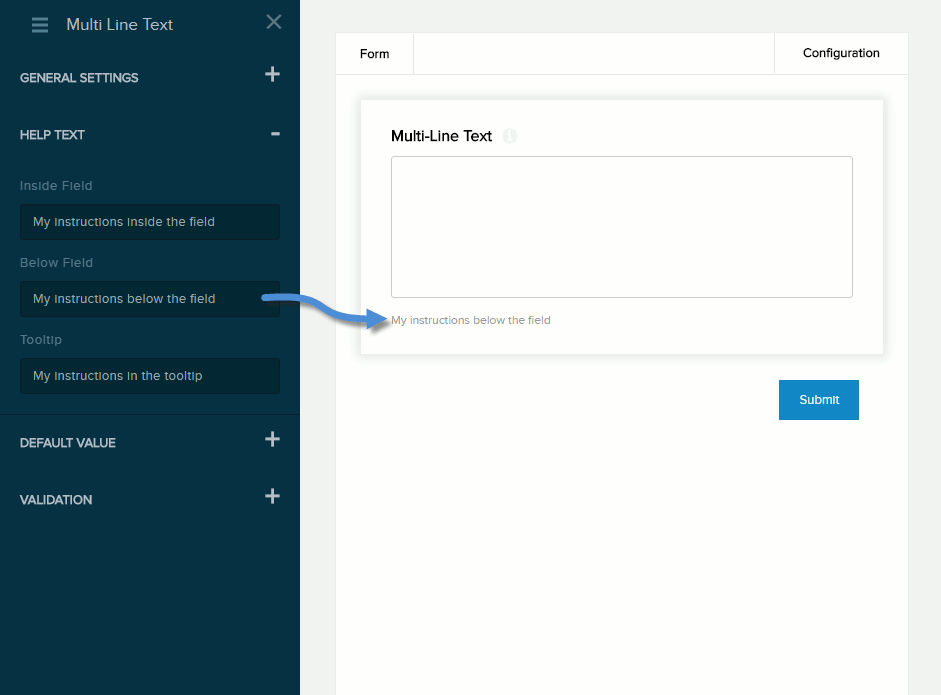 Multi Line Text
GENERAL SETTINGS
HELP TEXT
Inside Field
My instructions inside the field
Below Field
My instructions below the field
Tooltip
My instructions in the tooltip
DEFAULT VALUE
VALIDATION
Form
Configuration
Multi-Line Text
My instructions below the field
Submit